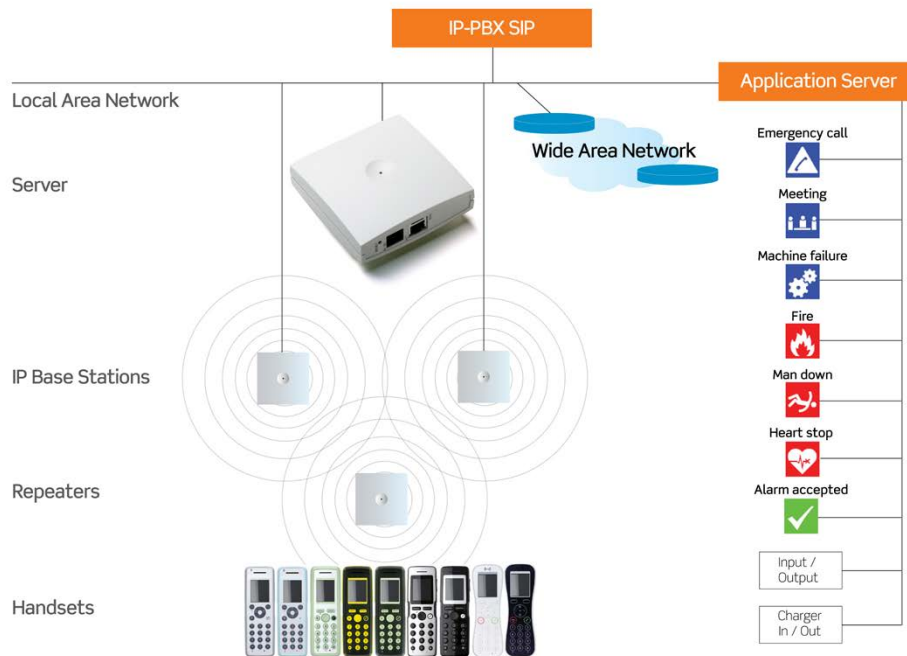 IP-PBX SIP
Local Area Network
Application Server
Wide Area Network
Server
Emergency call
Meeting
Machine failure
Fire
IP Base Stations
Man down
Heart stop
Repeaters
Alarm accepted
Input /
Output
Handsets
Charger
In / Out